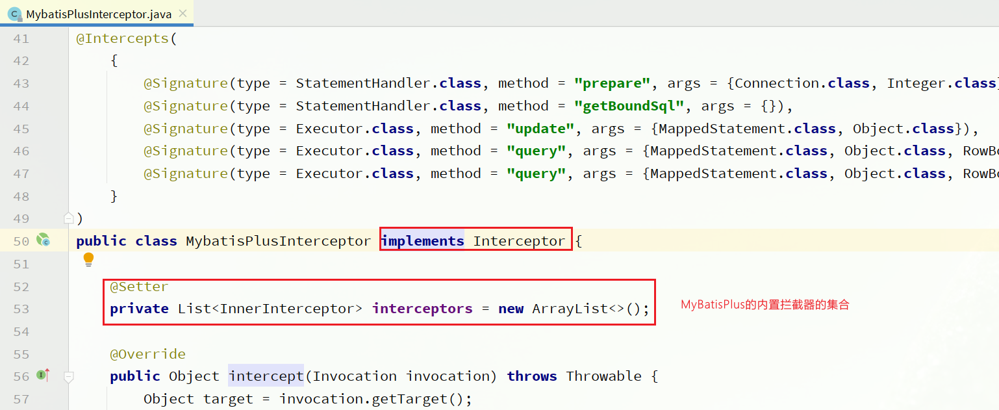 MybatisPlusInterceptor.java
41 @Intercepts(
42 {
43 @Signature(type = StatementHandler.class, method = "prepare", args = {Connection.class, Integer.class}
44 @Signature(type = StatementHandler.class, method = "getBoundSql", args = {}),
45 @Signature(type = Executor.class, method = "update", args = {MappedStatement.class, Object.class}),
46 @Signature(type = Executor.class, method = "query", args = {MappedStatement.class, Object.class, RowBo
47 @Signature(type = Executor.class, method = "query", args = {MappedStatement.class, Object.class, RowBo
48 }
49 )
50 public class MybatisPlusInterceptor implements Interceptor {
51
52 @Setter
53 private List<InnerInterceptor> interceptors = new ArrayList<>(); MyBatisPlus的内置拦截器的集合
54
55 @Override
56 public Object intercept(Invocation invocation) throws Throwable {
57 Object target = invocation.getTarget();